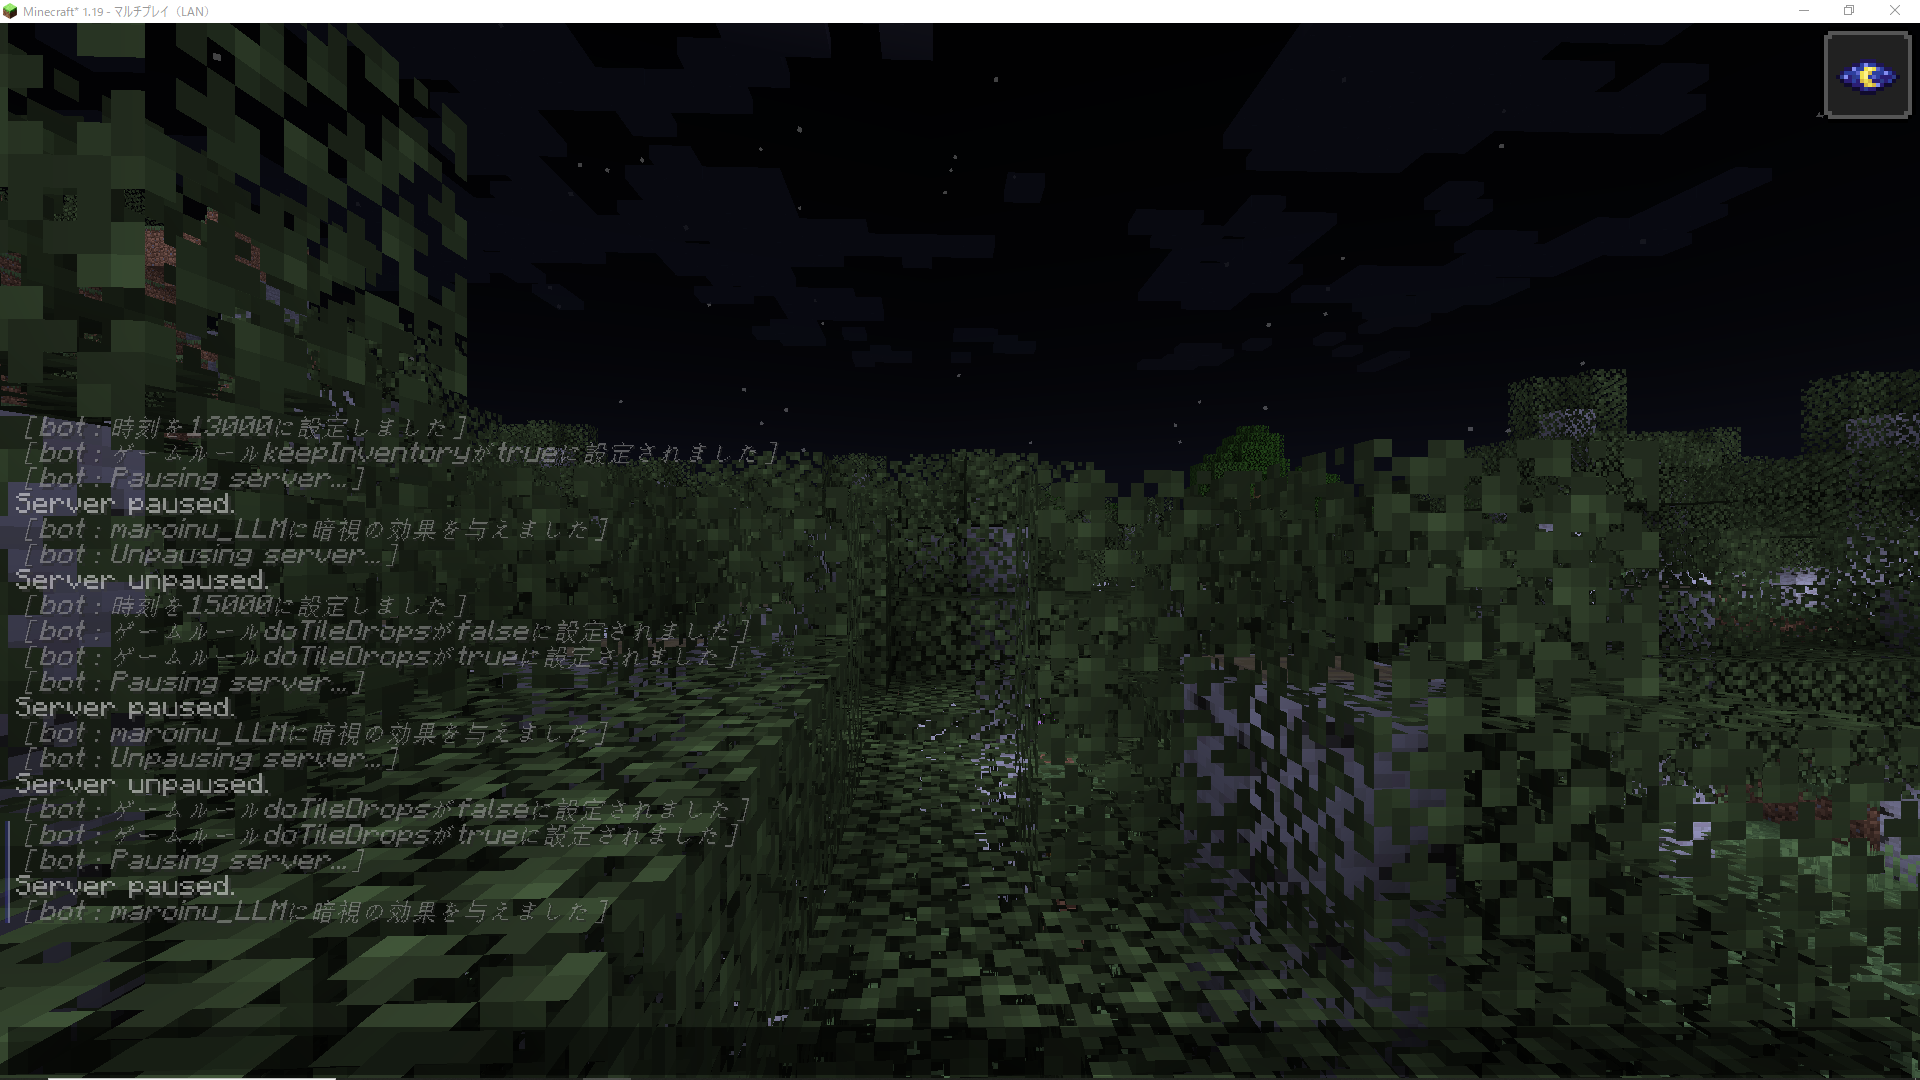 Minecraft* 1.19 - マルチプレイ（LAN）
[bot: 時刻を13000に設定しました]
[bot: ゲームルールkeepInventoryがtrueに設定されました]
[bot: Pausing server...]
Server paused.
[bot: maroinu_LLMに暗視の効果を与えました]
[bot: Unpausing server...]
Server unpaused.
[bot: 時刻を15000に設定しました]
[bot: ゲームルールdoTileDropsがfalseに設定されました]
[bot: ゲームルールdoTileDropsがtrueに設定されました]
[bot: Pausing server...]
Server paused.
[bot: maroinu_LLMに暗視の効果を与えました]
[bot: Unpausing server...]
Server unpaused.
[bot: ゲームルールdoTileDropsがfalseに設定されました]
[bot: ゲームルールdoTileDropsがtrueに設定されました]
[bot: Pausing server...]
Server paused.
[bot: maroinu_LLMに暗視の効果を与えました]